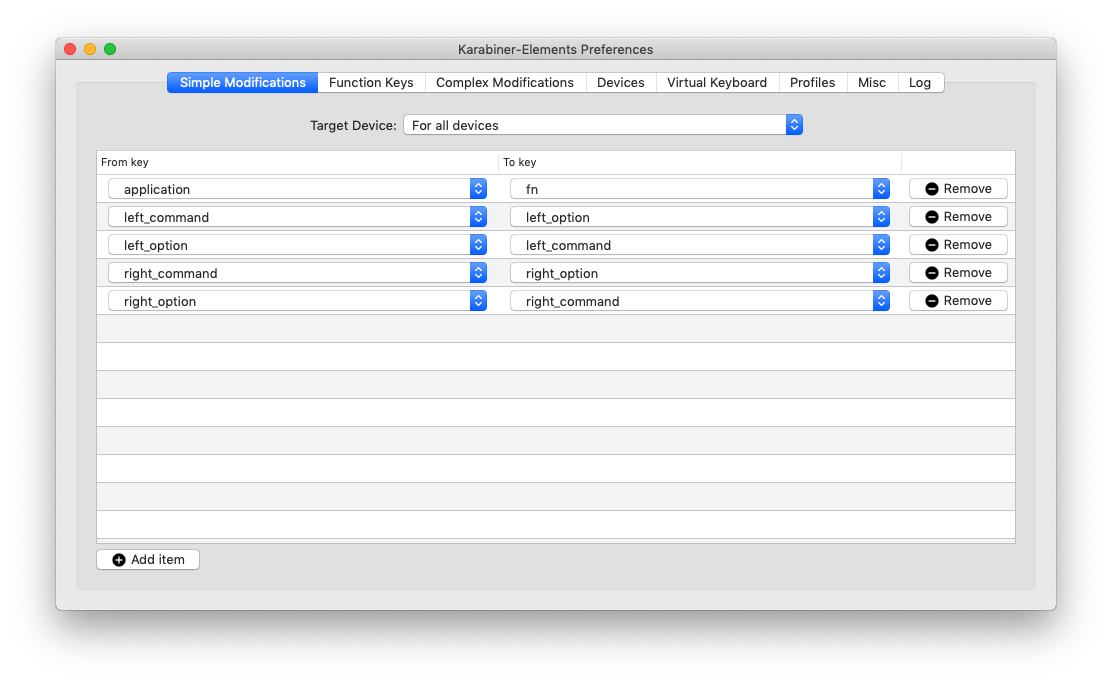 Karabiner-Elements Preferences
Simple Modifications Function Keys Complex Modifications Devices Virtual Keyboard Profiles Misc Log
Target Device: For all devices
From key To key
application fn Remove
left_command left_option Remove
left_option left_command Remove
right_command right_option Remove
right_option right_command Remove
Add item